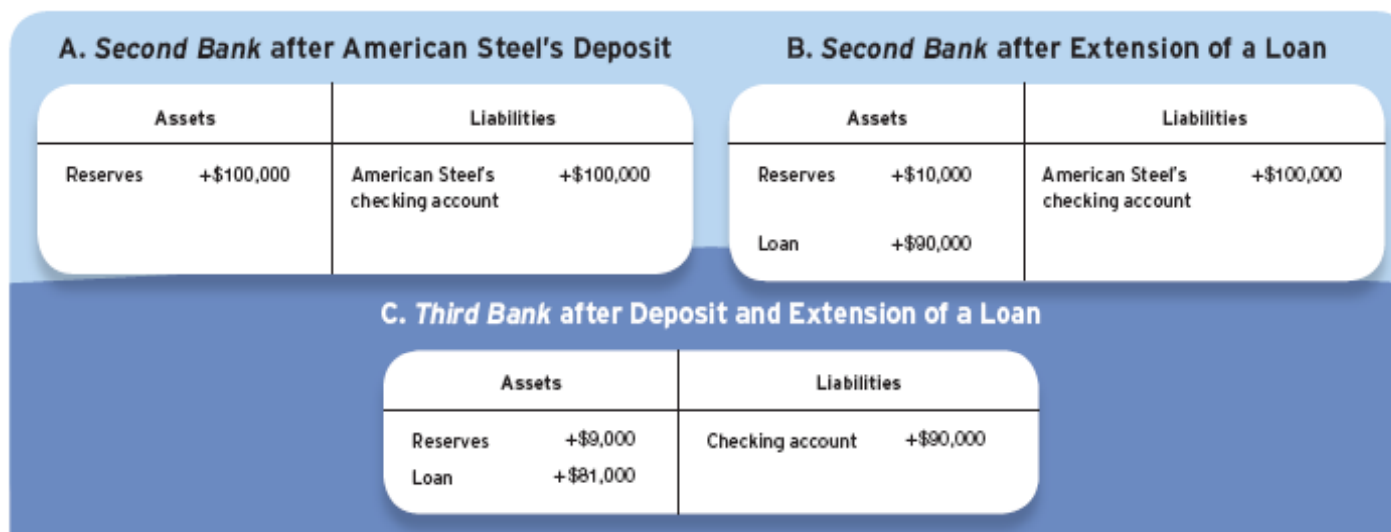 A. Second Bank after American Steel's Deposit
Assets Liabilities
Reserves +$100,000 American Steel's +$100,000
checking account
B. Second Bank after Extension of a Loan
Assets Liabilities
Reserves +$10,000 American Steel's +$100,000
checking account
Loan +$90,000
C. Third Bank after Deposit and Extension of a Loan
Assets Liabilities
Reserves +$9,000 Checking account +$90,000
Loan +$81,000